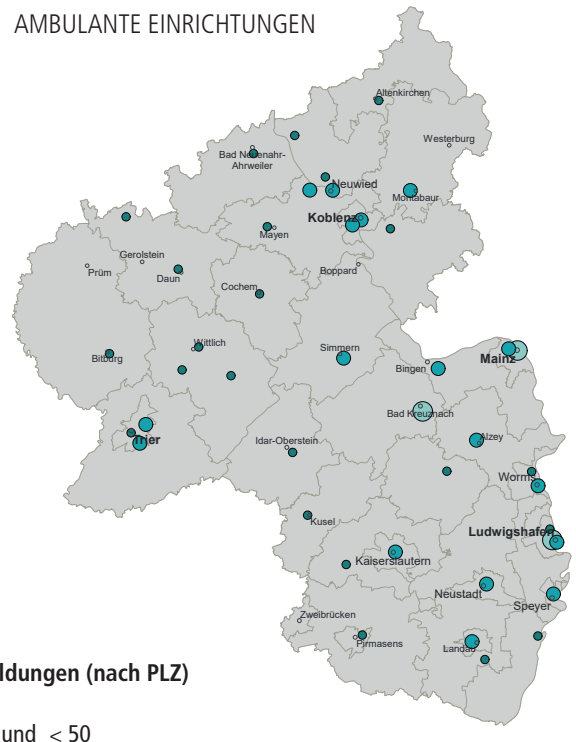 AMBULANTE EINRICHTUNGEN
Altenkirchen
Westerburg
Bad Neuenahr-
Ahrweiler
Neuwied
Montabaur
Koblenz
Mayen
Gerolstein
Boppard
Prüm
Daun
Cochem
Wittlich
Simmern
Bitburg
Mainz
Bingen
Bad Kreuznach
Trier
Idar-Oberstein
Alzey
Worms
Kusel
Ludwigshafen
Kaiserslautern
Neustadt
Speyer
Zweibrücken
Pirmasens
Landau
ldungen (nach PLZ)
und < 50